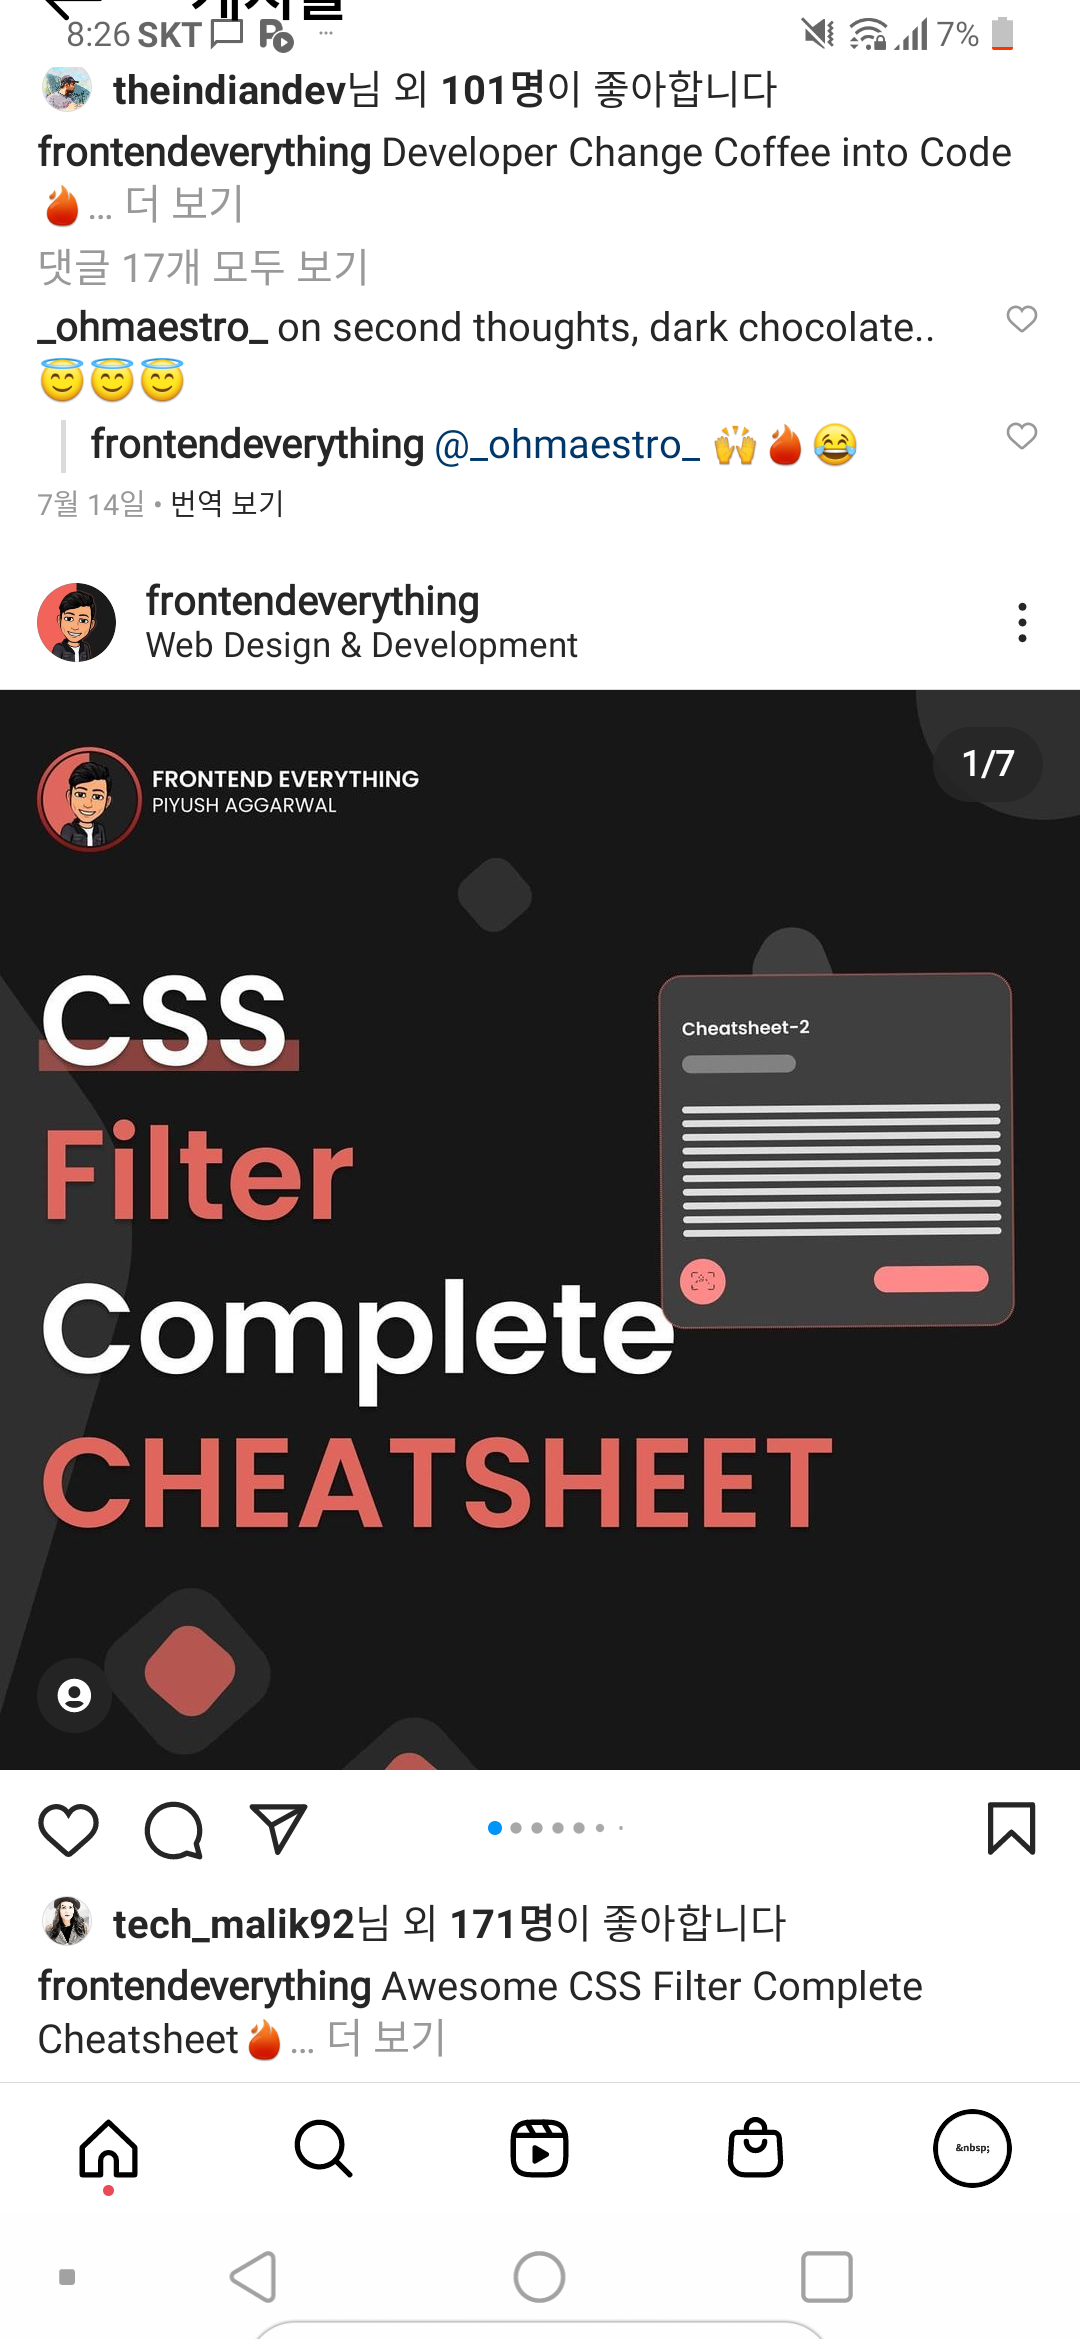 게시물
8:26 SKT 7%
theindiandev님 외 101명이 좋아합니다
frontendeverything Developer Change Coffee into Code
🔥... 더 보기
댓글 17개 모두 보기
_ohmaestro_ on second thoughts, dark chocolate..
😇😇😇
frontendeverything @_ohmaestro_ 🙌🔥😂
7월 14일 • 번역 보기
frontendeverything
Web Design & Development
1/7
FRONTEND EVERYTHING
PIYUSH AGGARWAL
CSS
Filter
Complete
CHEATSHEET
Cheatsheet-2
tech_malik92님 외 171명이 좋아합니다
frontendeverything Awesome CSS Filter Complete
Cheatsheet🔥... 더 보기
&nbsp;